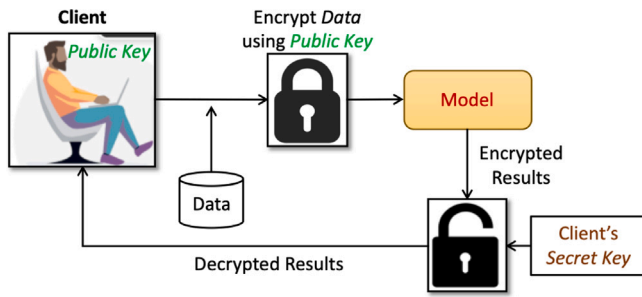 Client
Public Key
Encrypt Data
using Public Key
Model
Encrypted
Results
Data
Client's
Secret Key
Decrypted Results